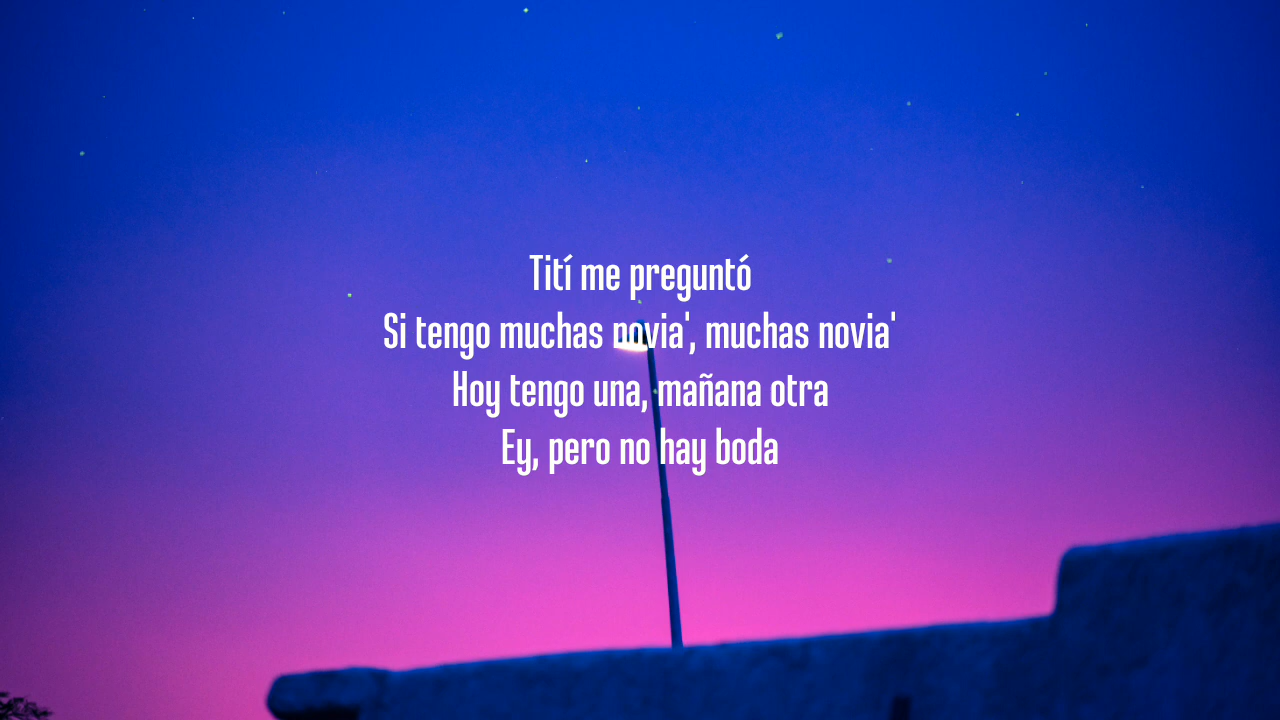 Tití me preguntó
Si tengo muchas novia', muchas novia'
Hoy tengo una, mañana otra
Ey, pero no hay boda